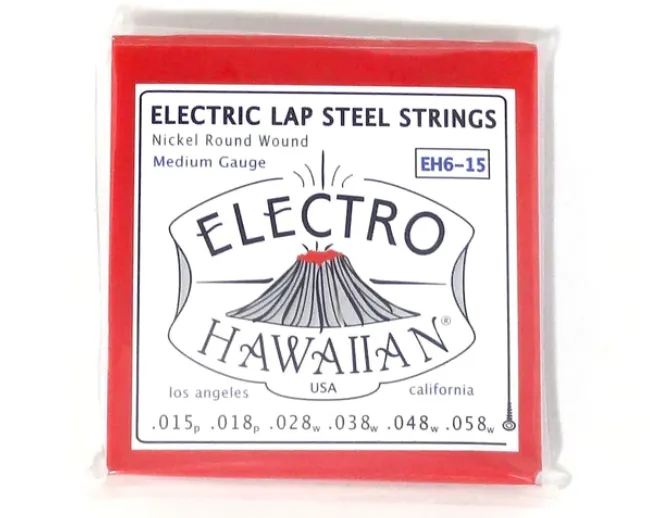 ELECTRIC LAP STEEL STRINGS
Nickel Round Wound
Medium Gauge
EH6-15
ELECTRO
HAWAIIAN®
los angeles USA california
.015p .018p .028w .038w .048w .058w